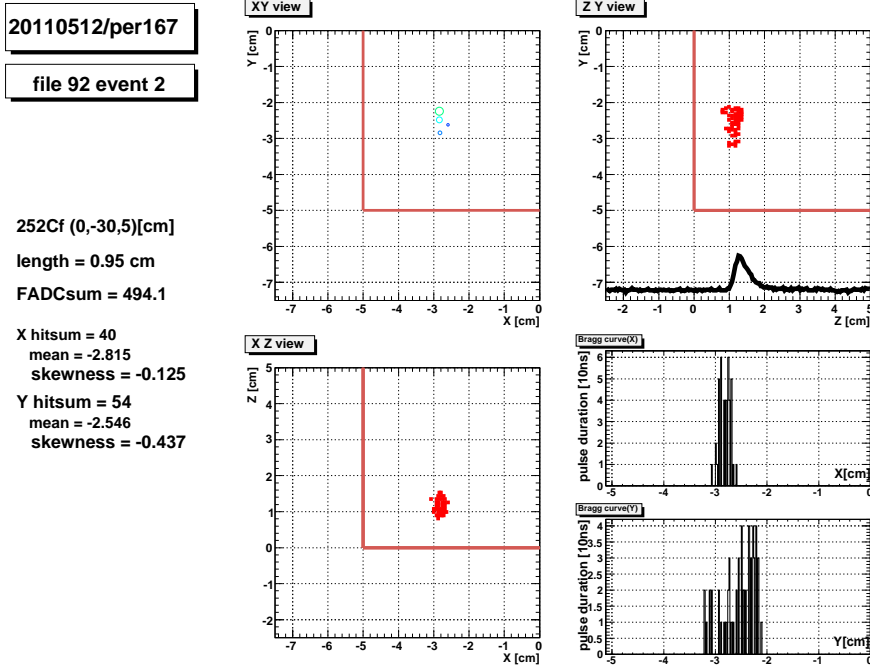 20110512/per167
file 92 event 2
252Cf (0,-30,5)[cm]
length = 0.95 cm
FADCsum = 494.1
X hitsum = 40
mean = -2.815
skewness = -0.125
Y hitsum = 54
mean = -2.546
skewness = -0.437
XY view
Y [cm]
0
-1
-2
-3
-4
-5
-6
-7
-7 -6 -5 -4 -3 -2 -1 0
X [cm]
Z Y view
Y [cm]
0
-1
-2
-3
-4
-5
-6
-7
-2 -1 0 1 2 3 4 5
Z [cm]
X Z view
Z [cm]
5
4
3
2
1
0
-1
-2
-7 -6 -5 -4 -3 -2 -1 0
X [cm]
Bragg curve(X)
pulse duration [10ns]
6
5
4
3
2
1
0
-5 -4 -3 -2 -1 0
X[cm]
Bragg curve(Y)
pulse duration [10ns]
4
3.5
3
2.5
2
1.5
1
0.5
0
-5 -4 -3 -2 -1 0
Y[cm]